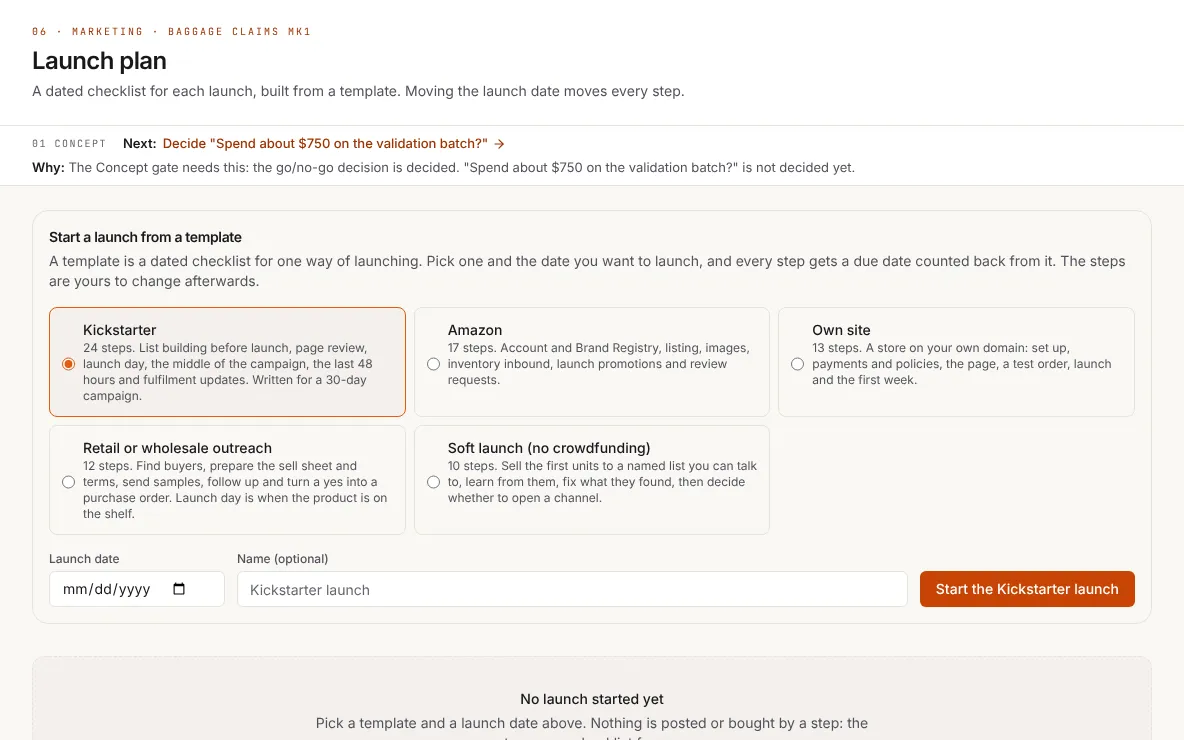 06 · MARKETING · BAGGAGE CLAIMS MK1
Launch plan
A dated checklist for each launch, built from a template. Moving the launch date moves every step.
01 CONCEPT Next: Decide "Spend about $750 on the validation batch?" →
Why: The Concept gate needs this: the go/no-go decision is decided. "Spend about $750 on the validation batch?" is not decided yet.
Start a launch from a template
A template is a dated checklist for one way of launching. Pick one and the date you want to launch, and every step gets a due date counted back from it. The steps
are yours to change afterwards.
Kickstarter
24 steps. List building before launch, page review,
launch day, the middle of the campaign, the last 48
hours and fulfilment updates. Written for a 30-day
campaign.
Amazon
17 steps. Account and Brand Registry, listing, images,
inventory inbound, launch promotions and review
requests.
Own site
13 steps. A store on your own domain: set up,
payments and policies, the page, a test order, launch
and the first week.
Retail or wholesale outreach
12 steps. Find buyers, prepare the sell sheet and
terms, send samples, follow up and turn a yes into a
purchase order. Launch day is when the product is on
the shelf.
Soft launch (no crowdfunding)
10 steps. Sell the first units to a named list you can talk
to, learn from them, fix what they found, then decide
whether to open a channel.
Launch date
mm/dd/yyyy
Name (optional)
Kickstarter launch
Start the Kickstarter launch
No launch started yet
Pick a template and a launch date above. Nothing is posted or bought by a step: the